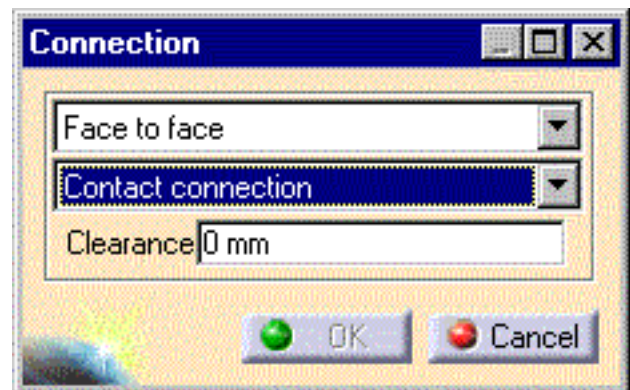 Connection
Face to face
Contact connection
Clearance 0 mm
OK Cancel